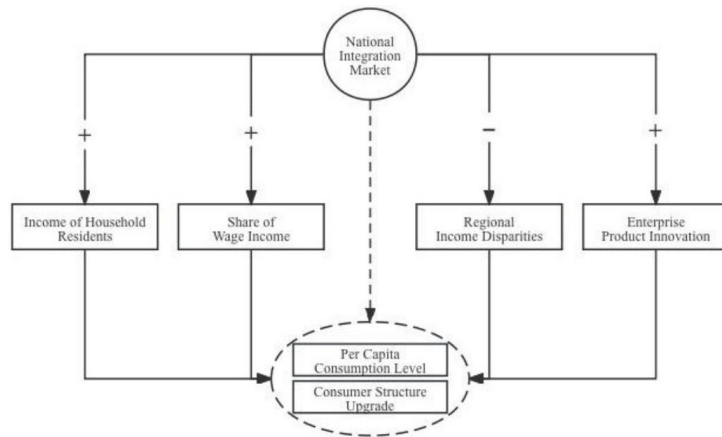 National
Integration
Market
+
+
−
+
Income of Household
Residents
Share of
Wage Income
Regional
Income Disparities
Enterprise
Product Innovation
Per Capita
Consumption Level
Consumer Structure
Upgrade